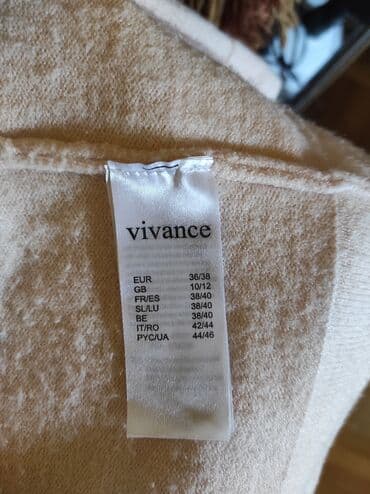 vivance
EUR 36/38
GB 10/12
FR/ES 38/40
SL/LU 38/40
BE 38/40
IT/RO 42/44
РУС/UA 44/46